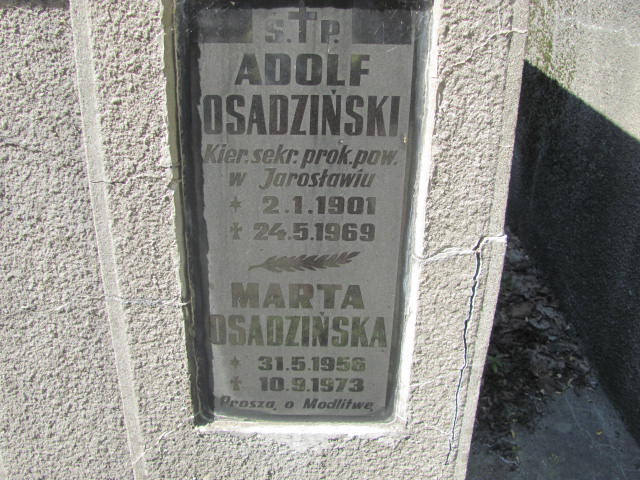 Ś.†P.
ADOLF
OSADZIŃSKI
Kier. sekr. prok. pow.
w Jarosławiu
* 2.1.1901
✝ 24.5.1969
MARTA
OSADZIŃSKA
* 31.5.1956
✝ 10.9.1973
Proszą o Modlitwę